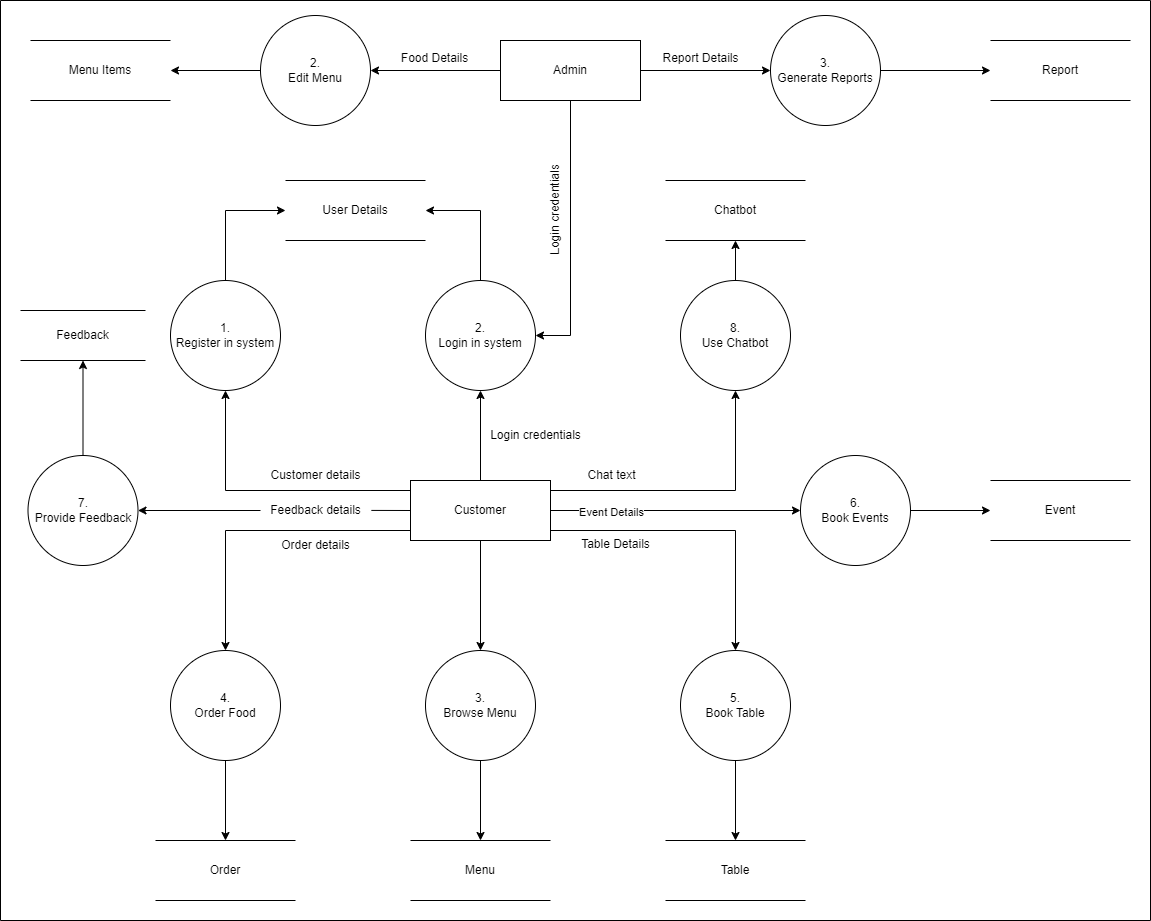 Menu Items
2.
Edit Menu
Food Details
Admin
Report Details
3.
Generate Reports
Report
Login credentials
User Details
Chatbot
Feedback
1.
Register in system
2.
Login in system
8.
Use Chatbot
Login credentials
Customer details
Chat text
7.
Provide Feedback
Feedback details
Customer
Event Details
6.
Book Events
Event
Order details
Table Details
4.
Order Food
3.
Browse Menu
5.
Book Table
Order
Menu
Table